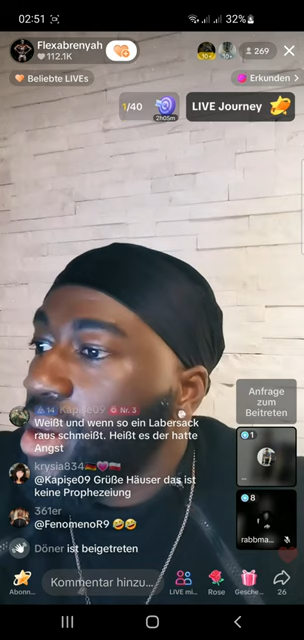 02:51 32%
Flexabrenyah
112.1K
269
Beliebte LIVEs
Erkunden >
1/40
2h05m
LIVE Journey
Anfrage
zum
Beitreten
14 Kapişe09 Nr. 3
Weißt und wenn so ein Labersack
raus schmeißt. Heißt es der hatte
Angst
1
krysia834
@Kapişe09 Grüße Häuser das ist
keine Prophezeiung
8
rabbma...
361er
@FenomenoR9
Döner ist beigetreten
Abonn...
Kommentar hinzu...
LIVE mi...
Rose
Gesche...
26